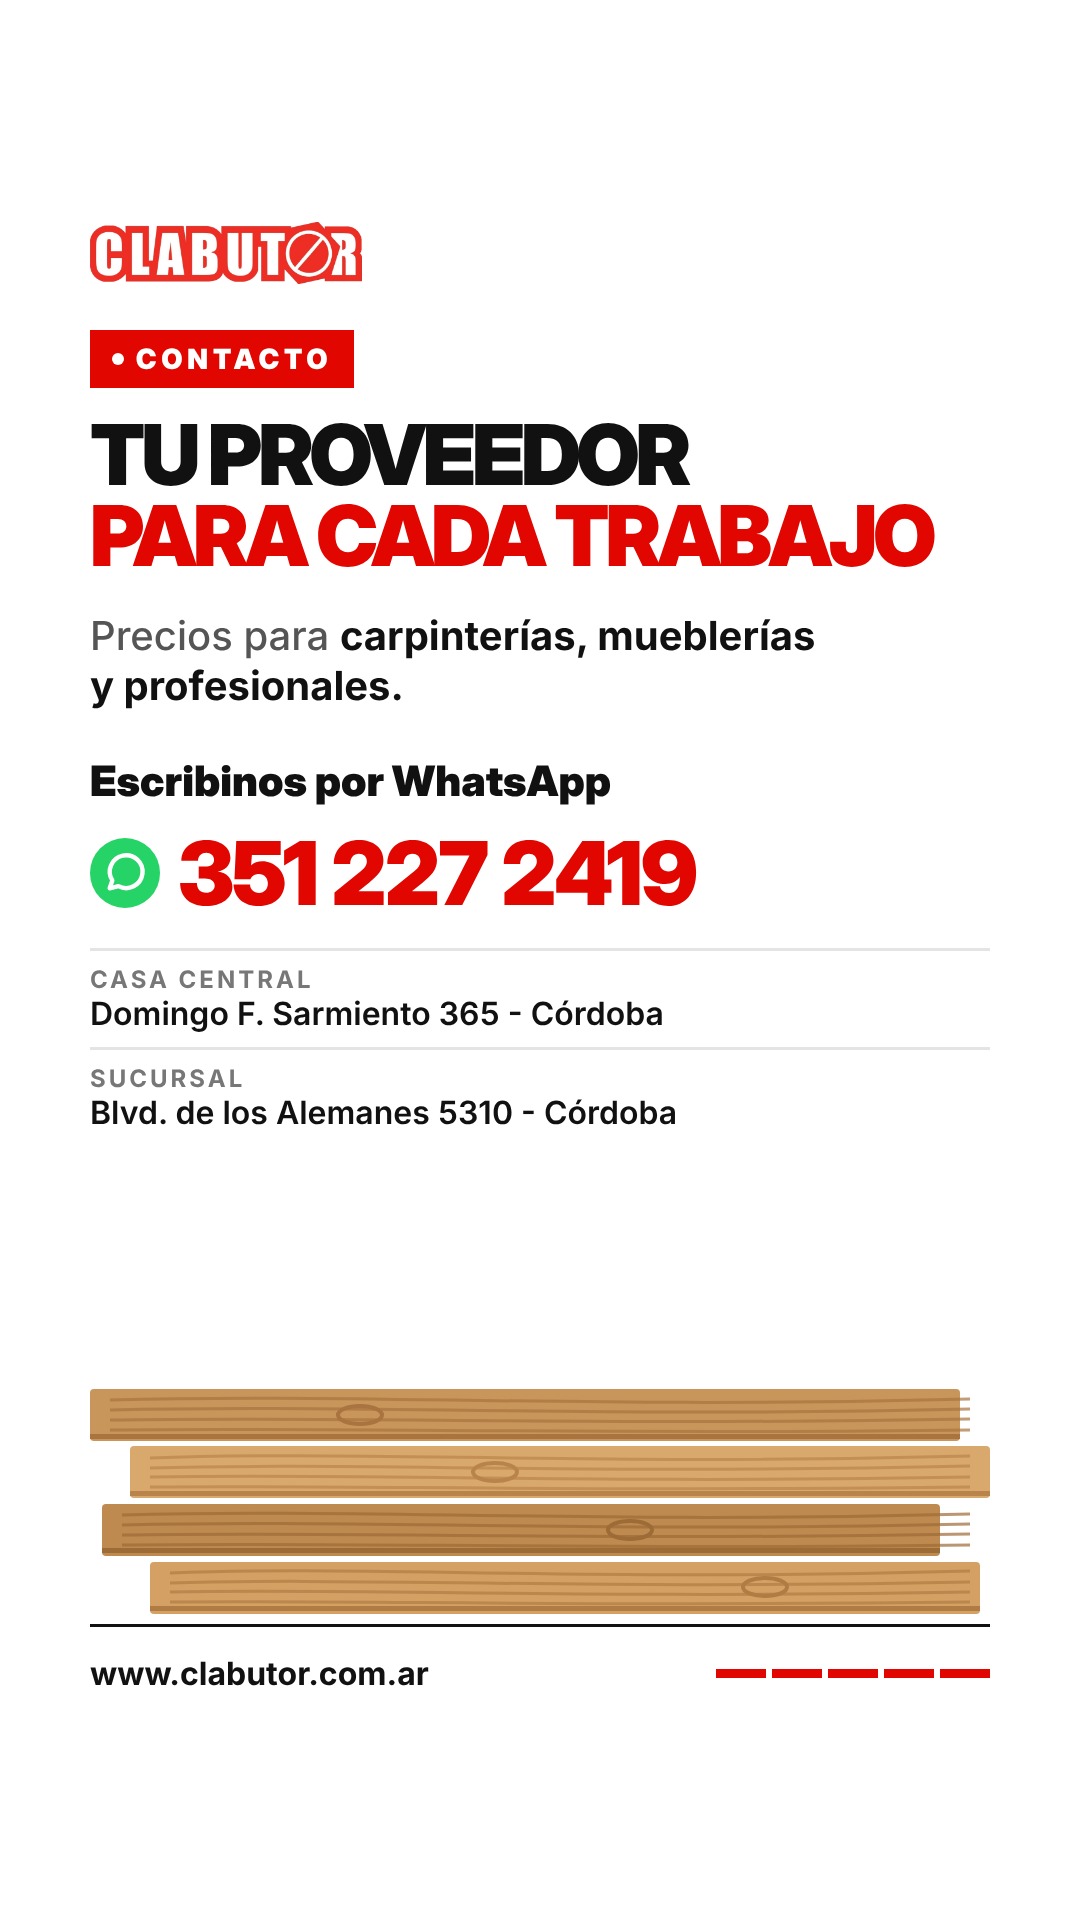 CLABUTOR
• CONTACTO
TU PROVEEDOR
PARA CADA TRABAJO
Precios para carpinterías, mueblerías
y profesionales.
Escribinos por WhatsApp
351 227 2419
CASA CENTRAL
Domingo F. Sarmiento 365 - Córdoba
SUCURSAL
Blvd. de los Alemanes 5310 - Córdoba
www.clabutor.com.ar